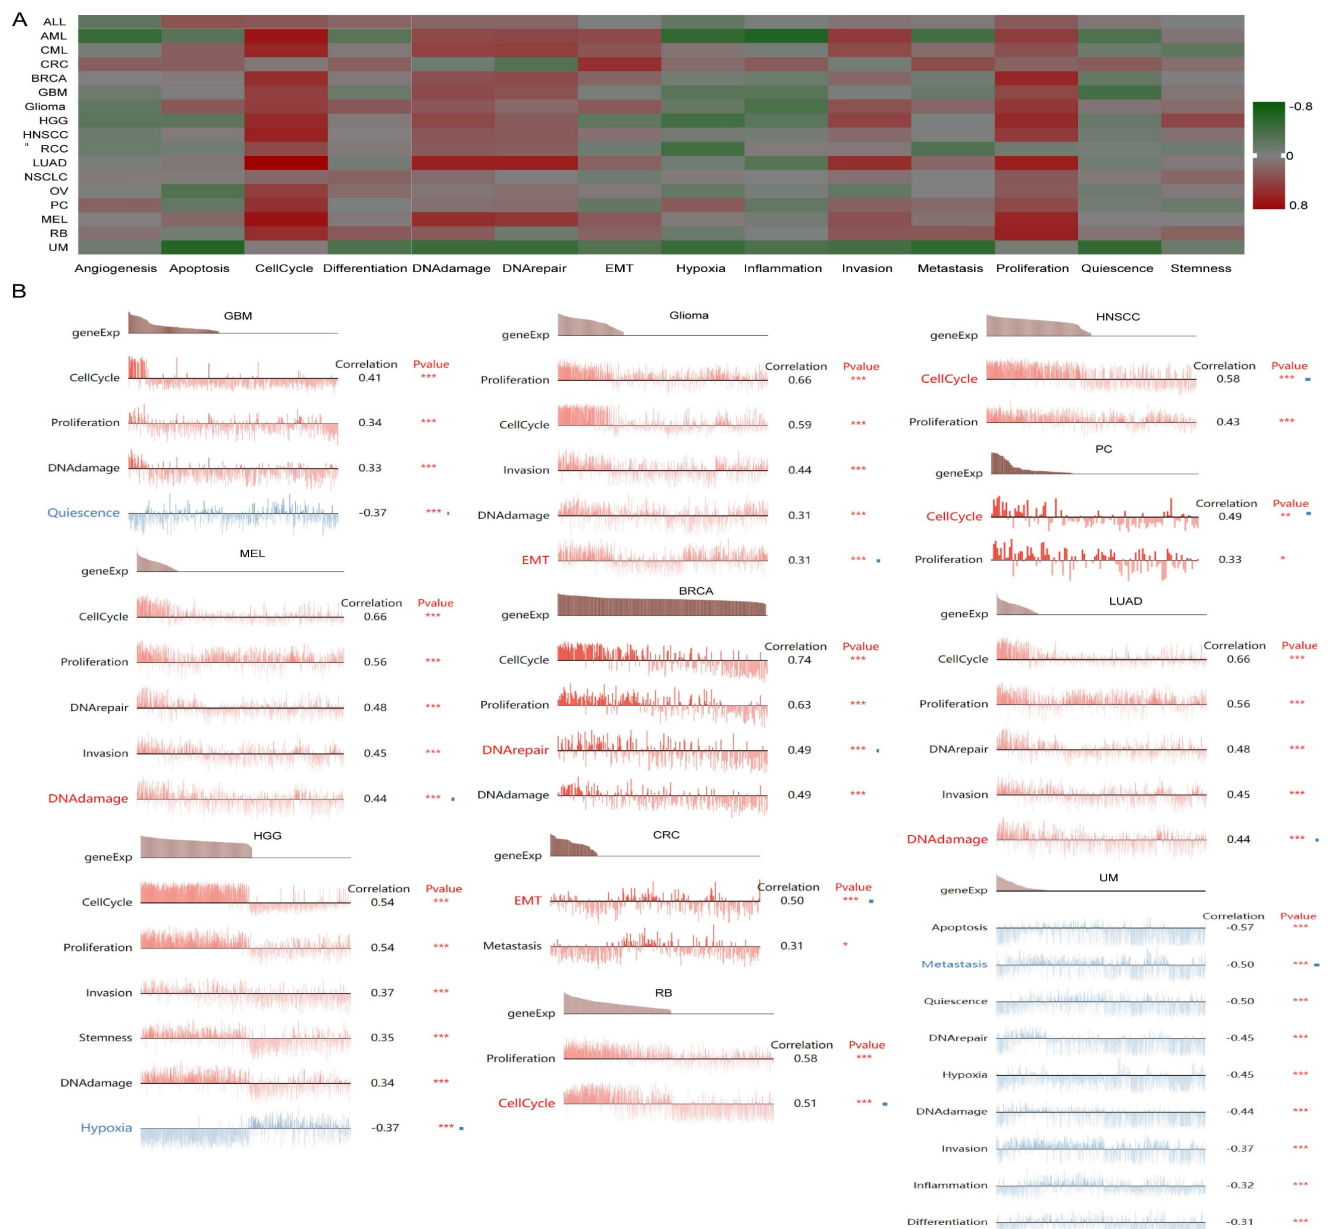 A
ALL
AML
CML
CRC
BRCA
GBM
Glioma
HGG
HNSCC
" RCC
LUAD
NSCLC
OV
PC
MEL
RB
UM
-0.8
0
0.8
Angiogenesis Apoptosis CellCycle Differentiation DNAdamage DNArepair EMT Hypoxia Inflammation Invasion Metastasis Proliferation Quiescence Stemness
B
GBM
geneExp
Correlation Pvalue
CellCycle 0.41 ***
Proliferation 0.34 ***
DNAdamage 0.33 ***
Quiescence -0.37 ***
MEL
geneExp
Correlation Pvalue
CellCycle 0.66 ***
Proliferation 0.56 ***
DNArepair 0.48 ***
Invasion 0.45 ***
DNAdamage 0.44 ***
HGG
geneExp
Correlation Pvalue
CellCycle 0.54 ***
Proliferation 0.54 ***
Invasion 0.37 ***
Stemness 0.35 ***
DNAdamage 0.34 ***
Hypoxia -0.37 ***
Glioma
geneExp
Correlation Pvalue
Proliferation 0.66 ***
CellCycle 0.59 ***
Invasion 0.44 ***
DNAdamage 0.31 ***
EMT 0.31 ***
BRCA
geneExp
Correlation Pvalue
CellCycle 0.74 ***
Proliferation 0.63 ***
DNArepair 0.49 ***
DNAdamage 0.49 ***
CRC
geneExp
Correlation Pvalue
EMT 0.50 ***
Metastasis 0.31 *
RB
geneExp
Correlation Pvalue
Proliferation 0.58 ***
CellCycle 0.51 ***
HNSCC
geneExp
Correlation Pvalue
CellCycle 0.58 ***
Proliferation 0.43 ***
PC
geneExp
Correlation Pvalue
CellCycle 0.49 **
Proliferation 0.33 *
LUAD
geneExp
Correlation Pvalue
CellCycle 0.66 ***
Proliferation 0.56 ***
DNArepair 0.48 ***
Invasion 0.45 ***
DNAdamage 0.44 ***
UM
geneExp
Correlation Pvalue
Apoptosis -0.57 ***
Metastasis -0.50 ***
Quiescence -0.50 ***
DNArepair -0.45 ***
Hypoxia -0.45 ***
DNAdamage -0.44 ***
Invasion -0.37 ***
Inflammation -0.32 ***
Differentiation -0.31 ***